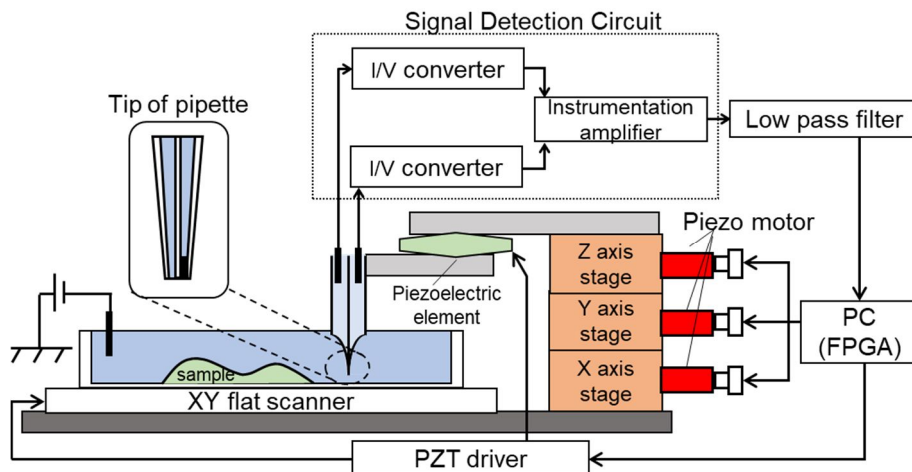 Signal Detection Circuit
I/V converter
Tip of pipette
Instrumentation
amplifier
Low pass filter
I/V converter
Piezo motor
Z axis
stage
Piezoelectric
element
Y axis
stage
PC
(FPGA)
X axis
stage
sample
XY flat scanner
PZT driver